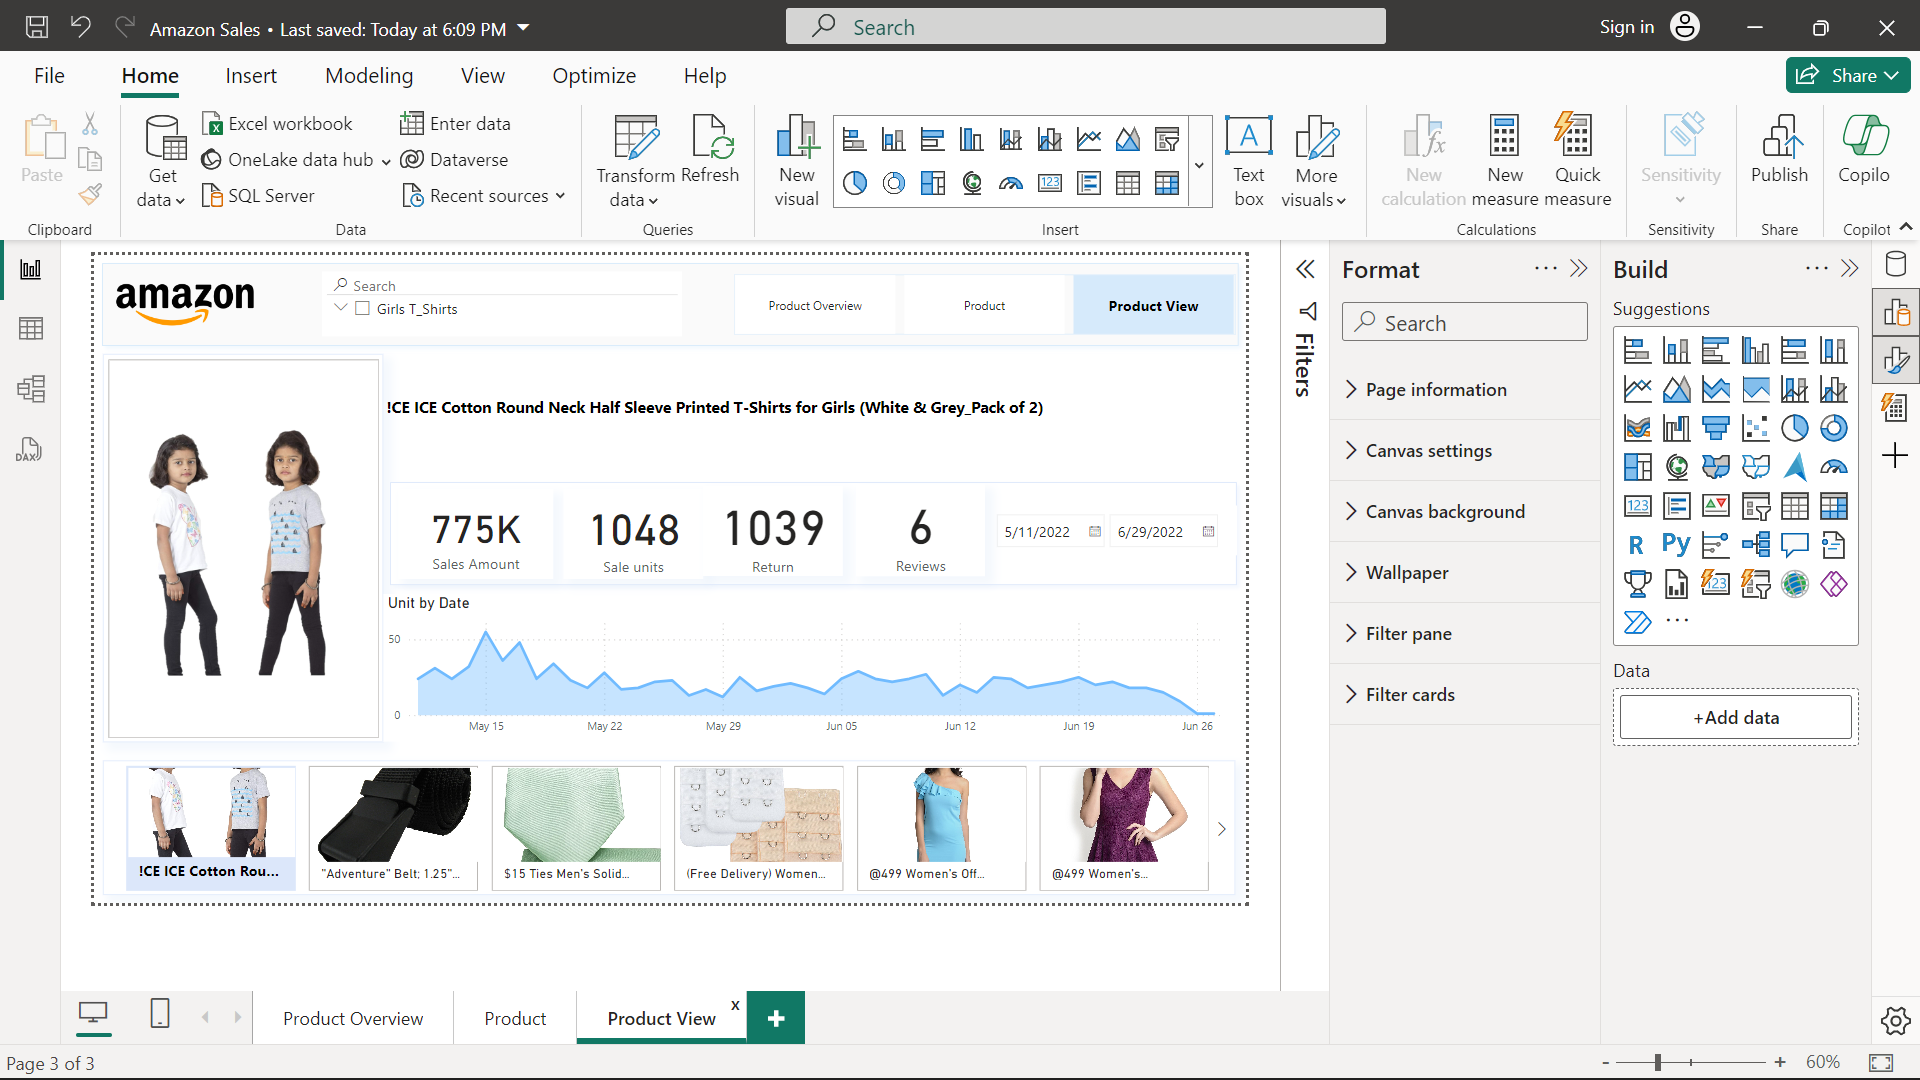 Amazon Sales • Last saved: Today at 6:09 PM
Search
Sign in
File
Home
Insert
Modeling
View
Optimize
Help
Share
Paste
Clipboard
Get data
Excel workbook
OneLake data hub
SQL Server
Enter data
Dataverse
Recent sources
Data
Transform data
Refresh
Queries
New visual
Text box
More visuals
Insert
New calculation
New measure
Quick measure
Calculations
Sensitivity
Sensitivity
Publish
Share
Copilo
Copilot
amazon
Search
Girls T_Shirts
Product Overview
Product
Product View
!CE ICE Cotton Round Neck Half Sleeve Printed T-Shirts for Girls (White & Grey_Pack of 2)
775K
Sales Amount
1048
Sale units
1039
Return
6
Reviews
5/11/2022
6/29/2022
Unit by Date
50
0
May 15
May 22
May 29
Jun 05
Jun 12
Jun 19
Jun 26
!CE ICE Cotton Rou...
"Adventure" Belt; 1.25"...
$15 Ties Men's Solid...
(Free Delivery) Women...
@499 Women's Off...
@499 Women's...
Filters
Format
Search
Page information
Canvas settings
Canvas background
Wallpaper
Filter pane
Filter cards
Build
Suggestions
123
R
Py
123
Data
+Add data
DAX
Product Overview
Product
Product View
x
Page 3 of 3
60%